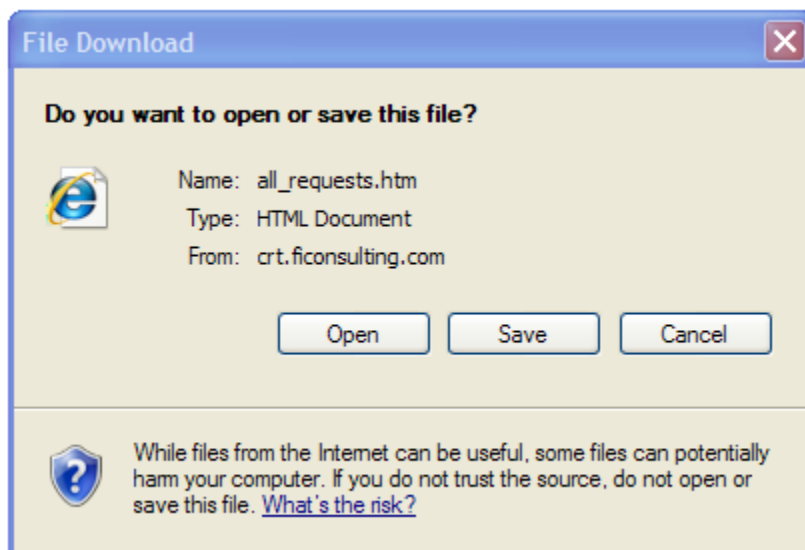 File Download
Do you want to open or save this file?
Name: all_requests.htm
Type: HTML Document
From: crt.ficonsulting.com
Open Save Cancel
While files from the Internet can be useful, some files can potentially
harm your computer. If you do not trust the source, do not open or
save this file. What's the risk?